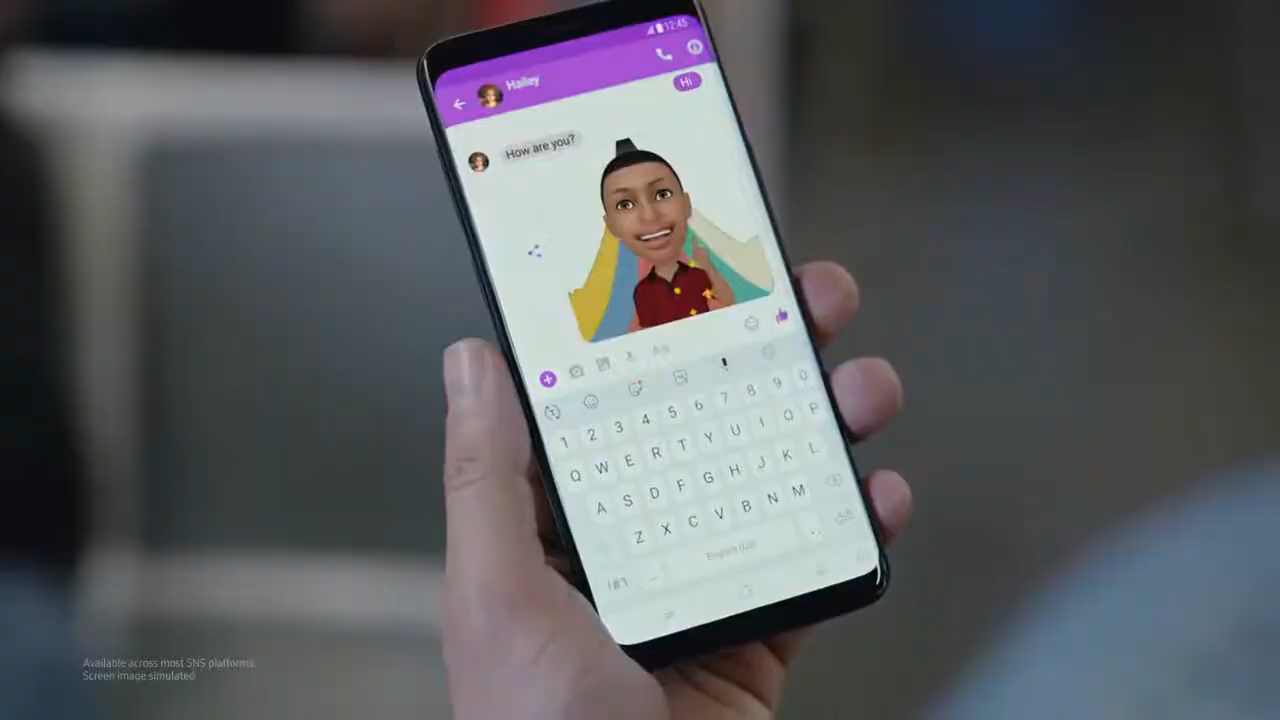 12:45
Hailey
Hi
How are you?
Aa
1 2 3 4 5 6 7 8 9 0
Q W E R T Y U I O P
A S D F G H J K L
Z X C V B N M
!#1
English (US)
Available across most SNS platforms.
Screen image simulated